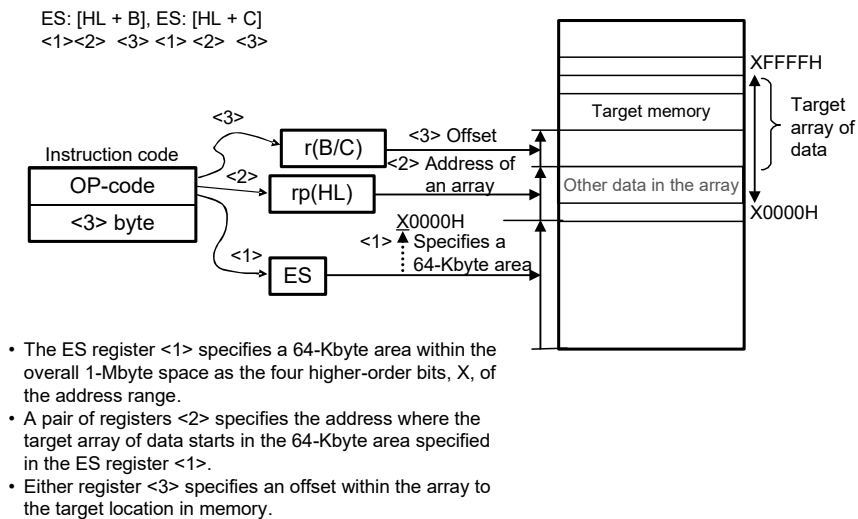 ES: [HL + B], ES: [HL + C]
<1><2> <3> <1> <2> <3>
XFFFFH
Target memory
Target
array of
data
<3>
r(B/C)
<3> Offset
Instruction code
OP-code
<3> byte
<2>
rp(HL)
<2> Address of
an array
Other data in the array
X0000H
X0000H
<1>
ES
<1>
Specifies a
64-Kbyte area
• The ES register <1> specifies a 64-Kbyte area within the
overall 1-Mbyte space as the four higher-order bits, X, of
the address range.
• A pair of registers <2> specifies the address where the
target array of data starts in the 64-Kbyte area specified
in the ES register <1>.
• Either register <3> specifies an offset within the array to
the target location in memory.